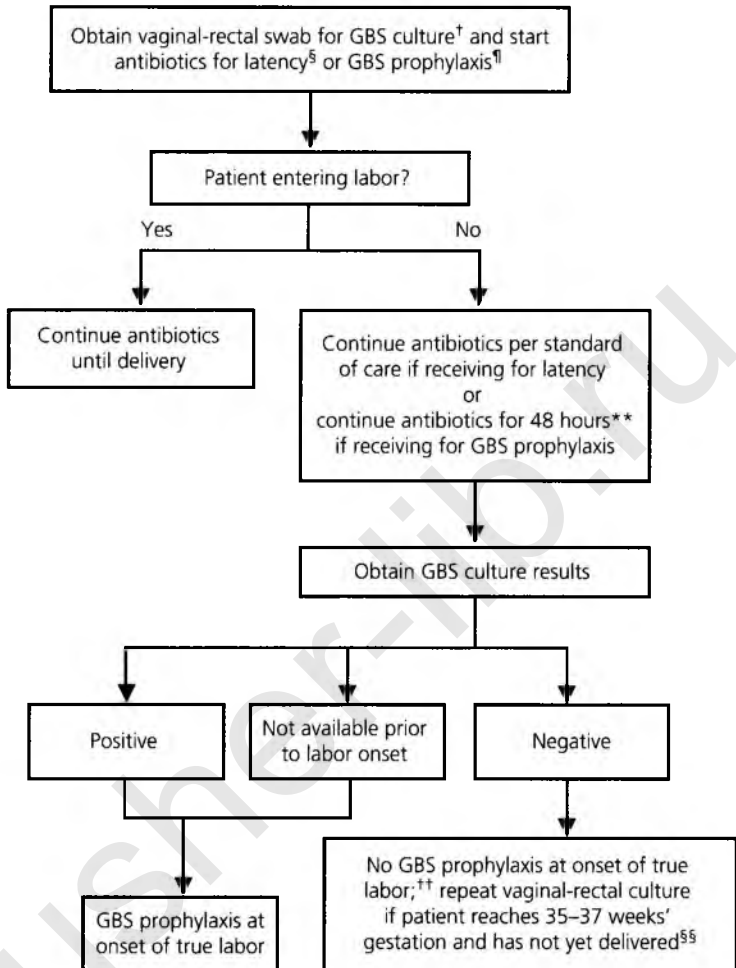 Obtain vaginal-rectal swab for GBS culture† and start
antibiotics for latency§ or GBS prophylaxis¶
Patient entering labor?
Yes
No
Continue antibiotics
until delivery
Continue antibiotics per standard
of care if receiving for latency
or
continue antibiotics for 48 hours**
if receiving for GBS prophylaxis
Obtain GBS culture results
Positive
Not available prior
to labor onset
Negative
GBS prophylaxis at
onset of true labor
No GBS prophylaxis at onset of true
labor;†† repeat vaginal-rectal culture
if patient reaches 35–37 weeks'
gestation and has not yet delivered§§
usher-lib.ru